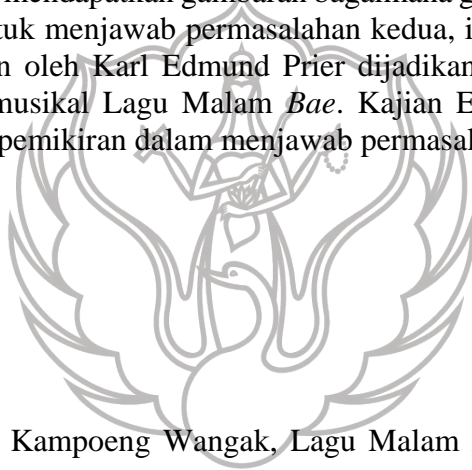 mendapatkan gambaran bagaimana g
tuk menjawab permasalahan kedua, i
n oleh Karl Edmund Prier dijadikan
musikal Lagu Malam Bae. Kajian E
pemikiran dalam menjawab permasal
Kampoeng Wangak, Lagu Malam